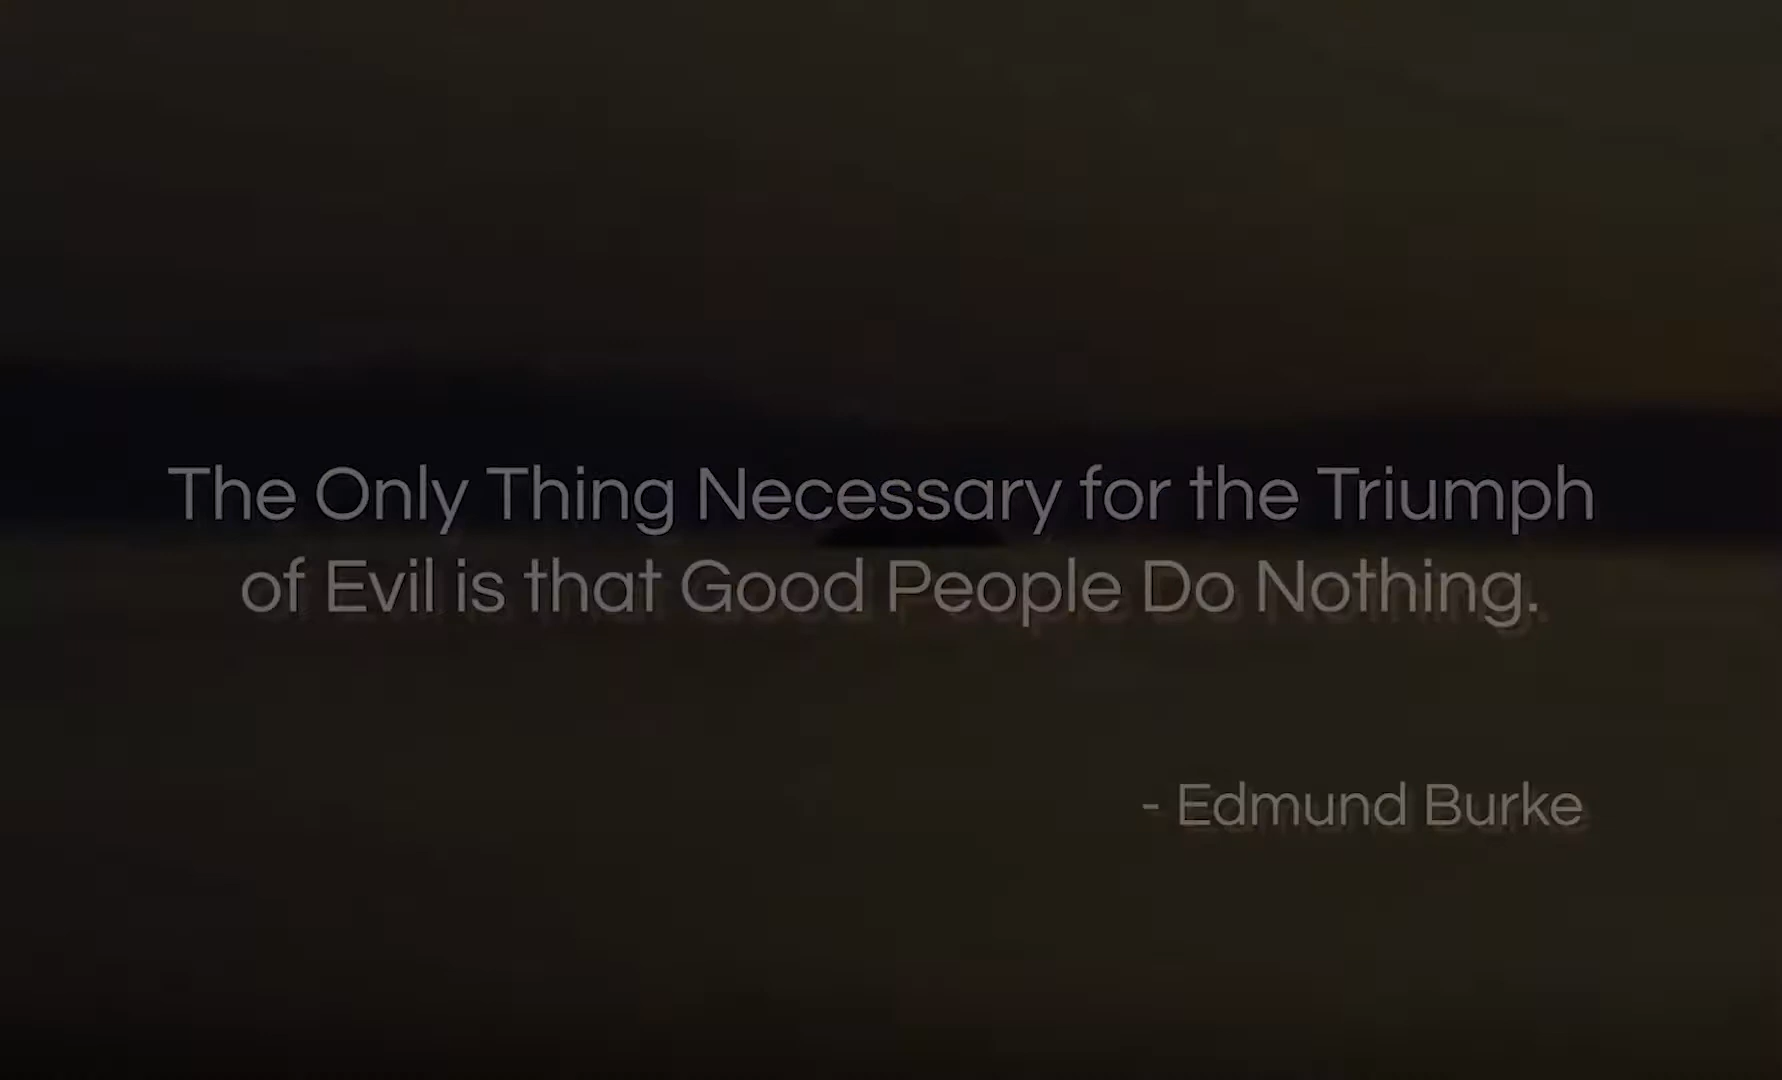 The Only Thing Necessary for the Triumph
of Evil is that Good People Do Nothing.
- Edmund Burke